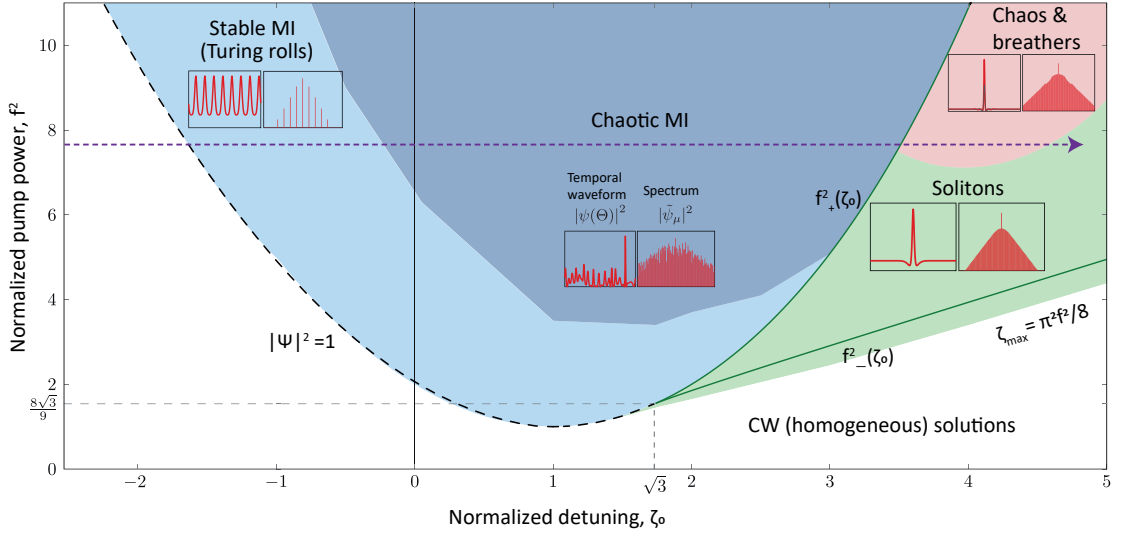 Normalized pump power, f²
10
8
6
4
2
8√3/9
0
Stable MI
(Turing rolls)
Chaotic MI
Chaos &
breathers
Temporal
waveform
|ψ(Θ)|²
Spectrum
|ψ̃_μ|²
f²₊(ζ₀)
Solitons
|Ψ|² =1
f²₋(ζ₀)
ζₘₐₓ = π²f²/8
CW (homogeneous) solutions
−2
−1
0
1
√3
2
3
4
5
Normalized detuning, ζ₀